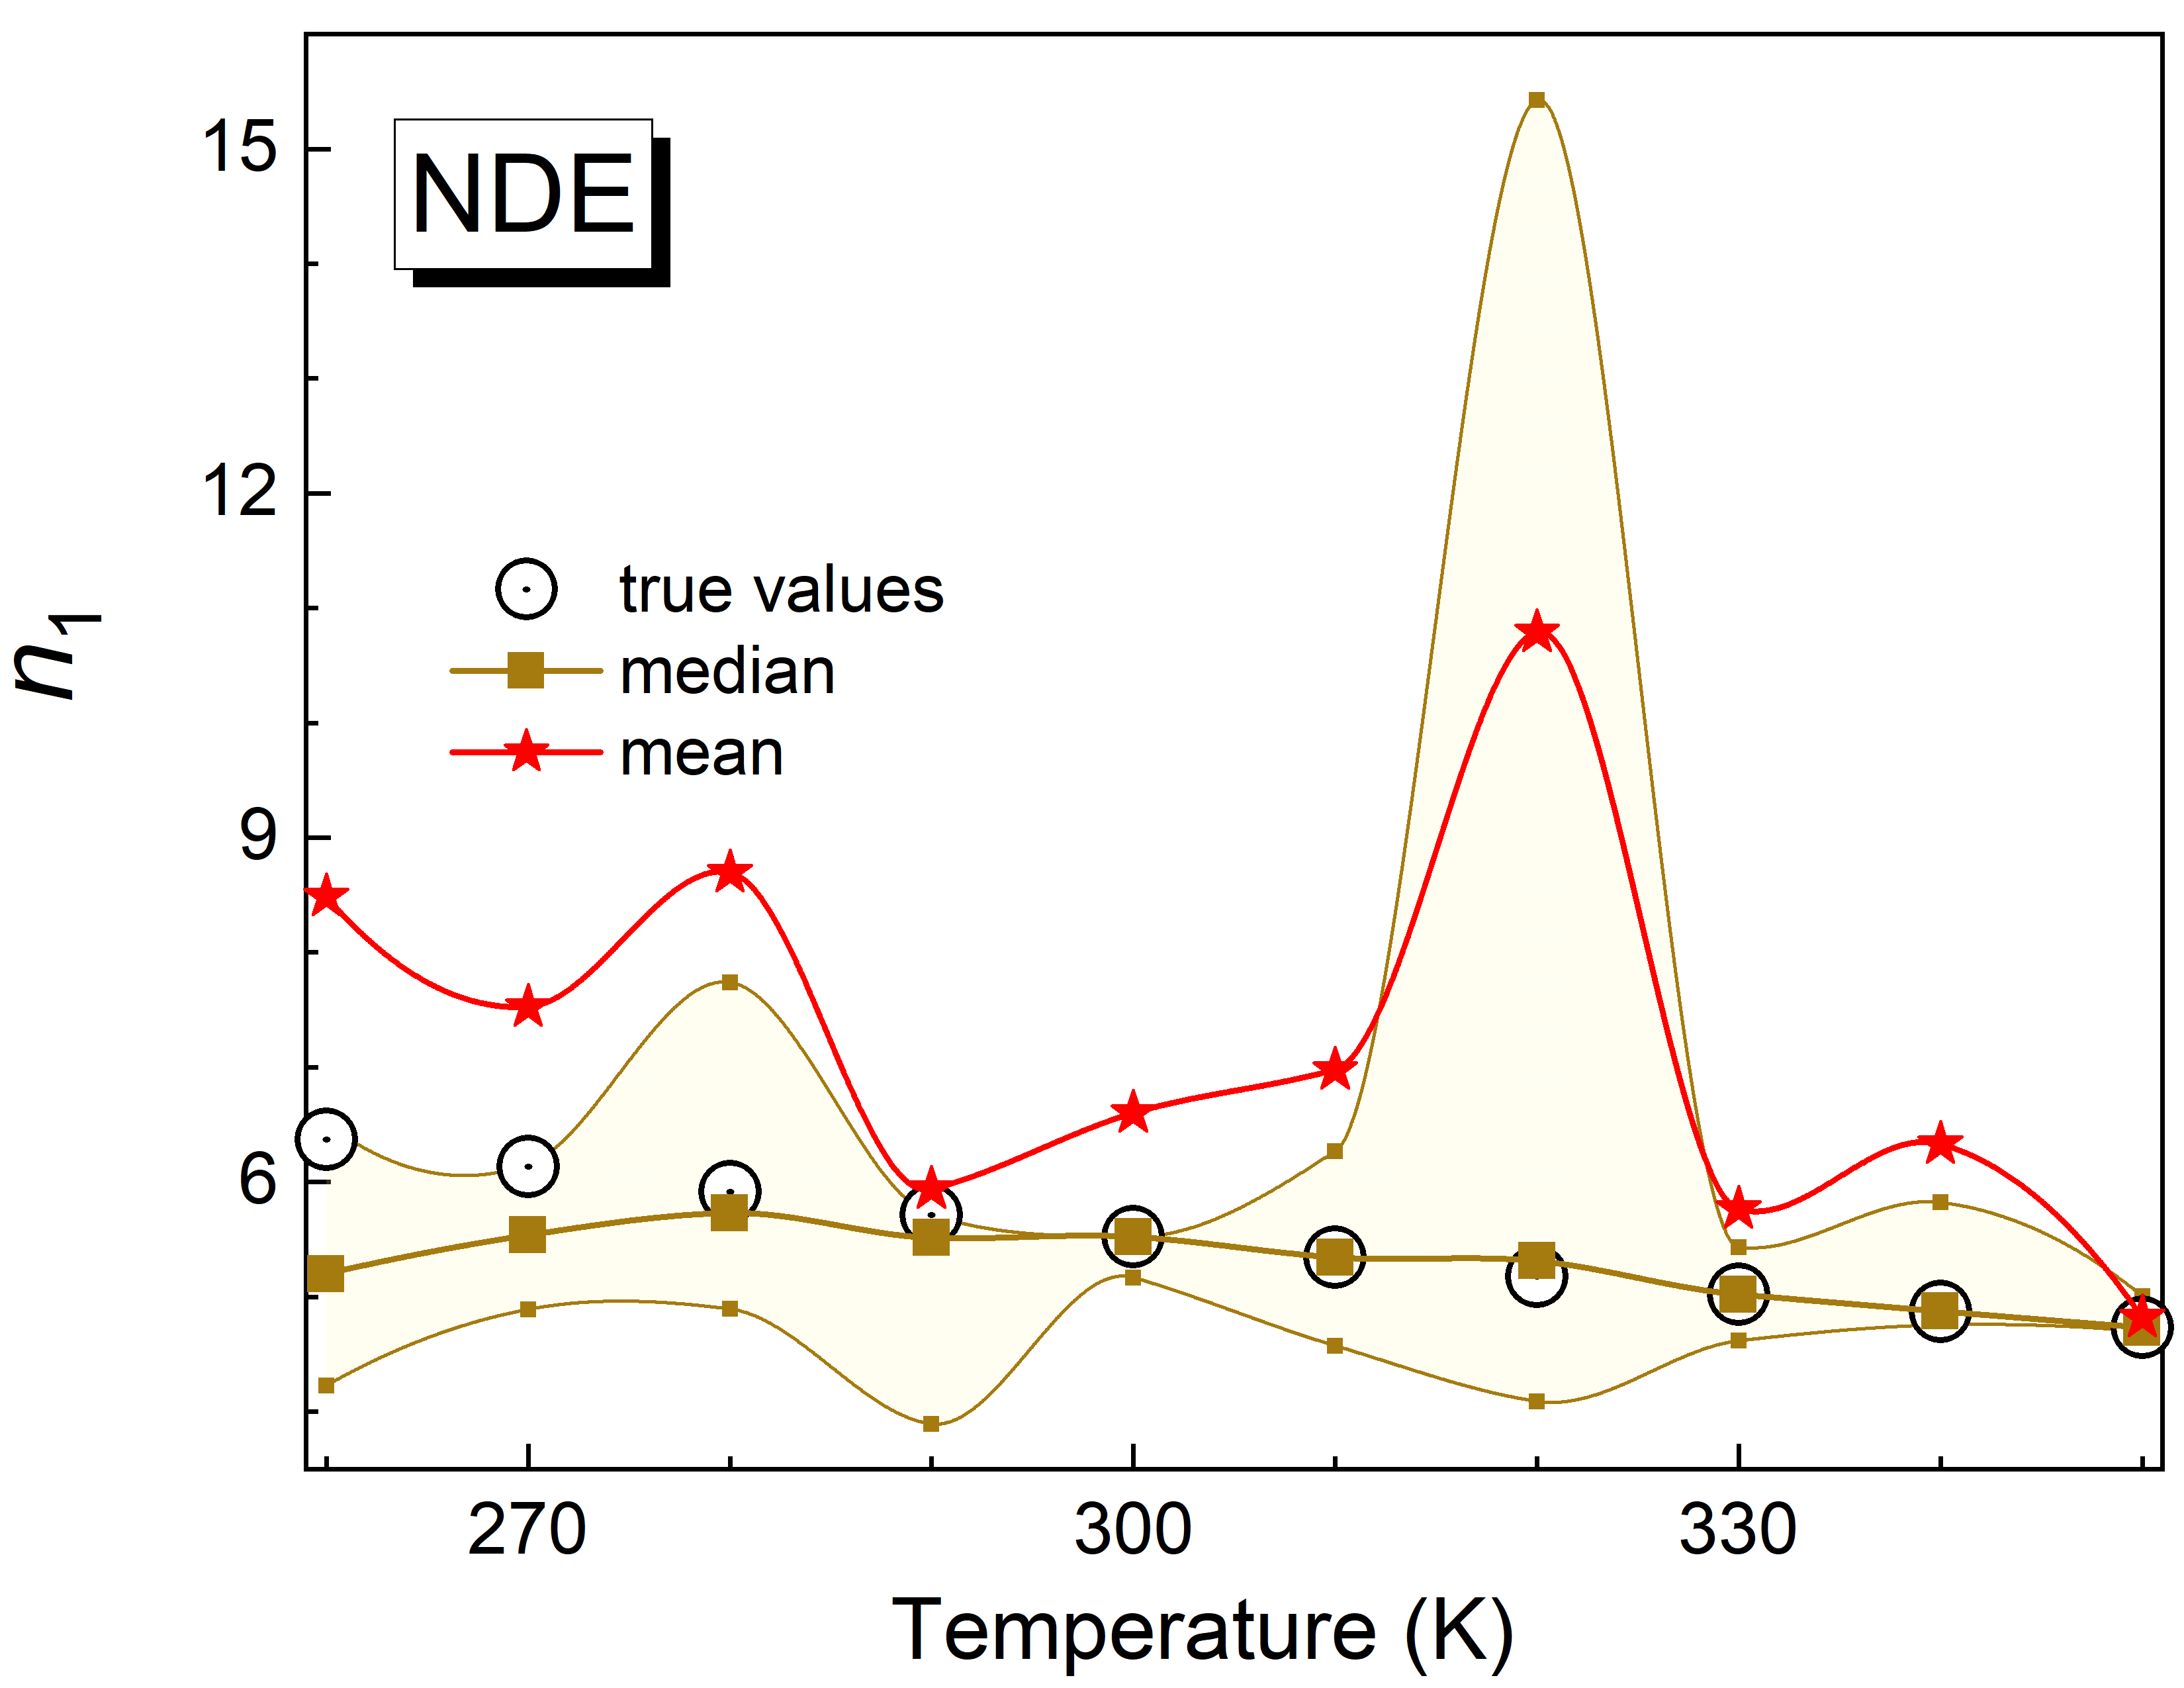 NDE
15
12
9
6
n1
true values
median
mean
270 300 330
Temperature (K)